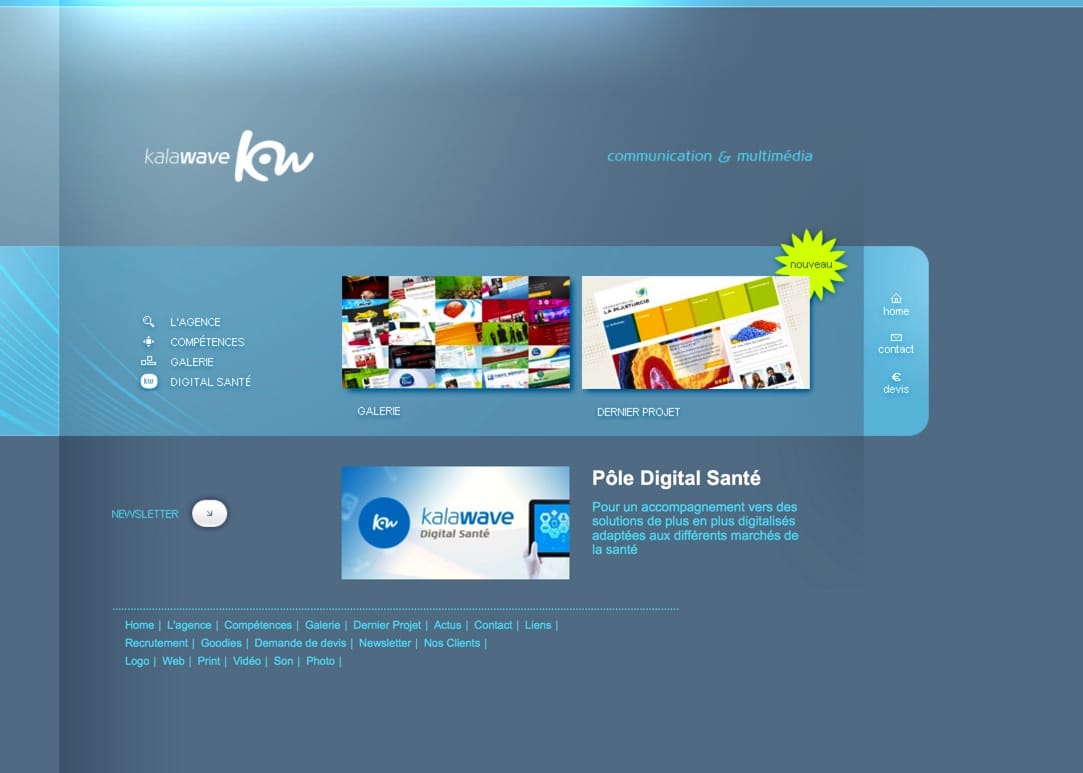 kalawave kw
communication & multimédia
nouveau
L'AGENCE
COMPÉTENCES
GALERIE
DIGITAL SANTÉ
kw
LA PLASTURGIE
GALERIE
DERNIER PROJET
home
contact
€
devis
NEWSLETTER
kw kalawave
Digital Santé
Pôle Digital Santé
Pour un accompagnement vers des
solutions de plus en plus digitalisés
adaptées aux différents marchés de
la santé
Home | L'agence | Compétences | Galerie | Dernier Projet | Actus | Contact | Liens |
Recrutement | Goodies | Demande de devis | Newsletter | Nos Clients |
Logo | Web | Print | Vidéo | Son | Photo |